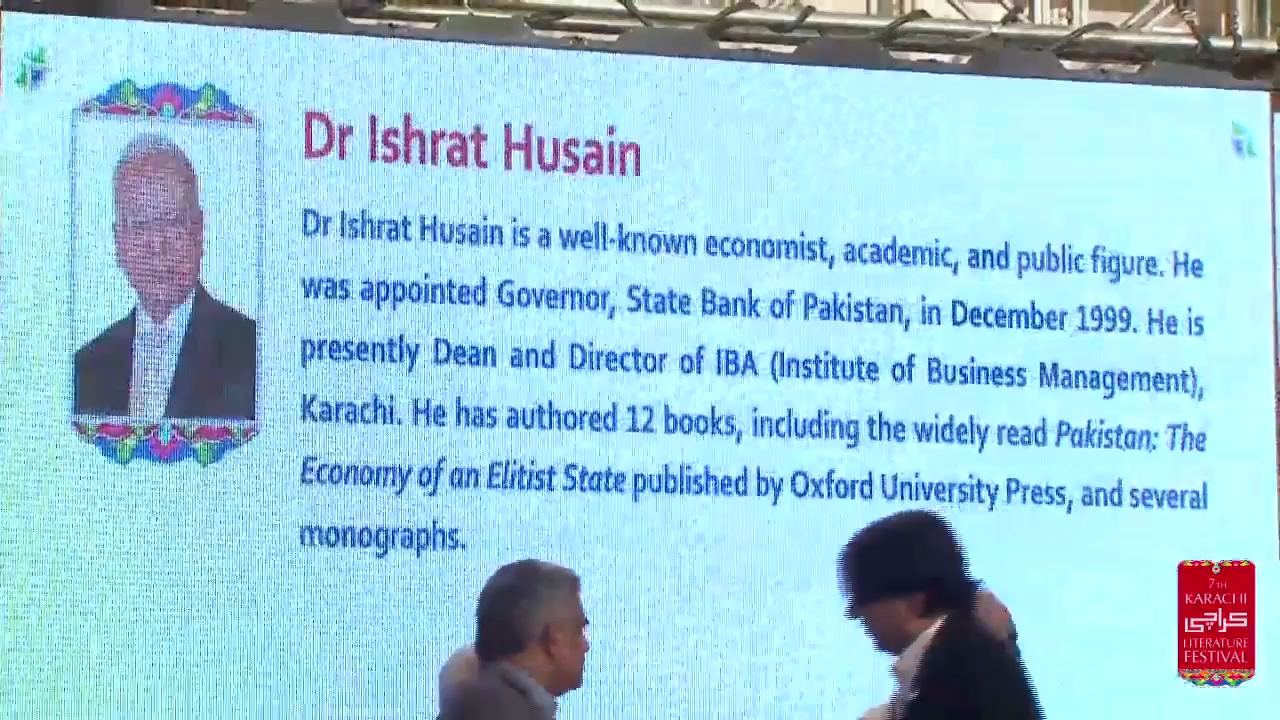 Dr Ishrat Husain
Dr Ishrat Husain is a well-known economist, academic, and public figure. He
was appointed Governor, State Bank of Pakistan, in December 1999. He is
presently Dean and Director of IBA (Institute of Business Management),
Karachi. He has authored 12 books, including the widely read Pakistan: The
Economy of an Elitist State published by Oxford University Press, and several
monographs.
7TH
KARACHI
کراچی
LITERATURE
FESTIVAL